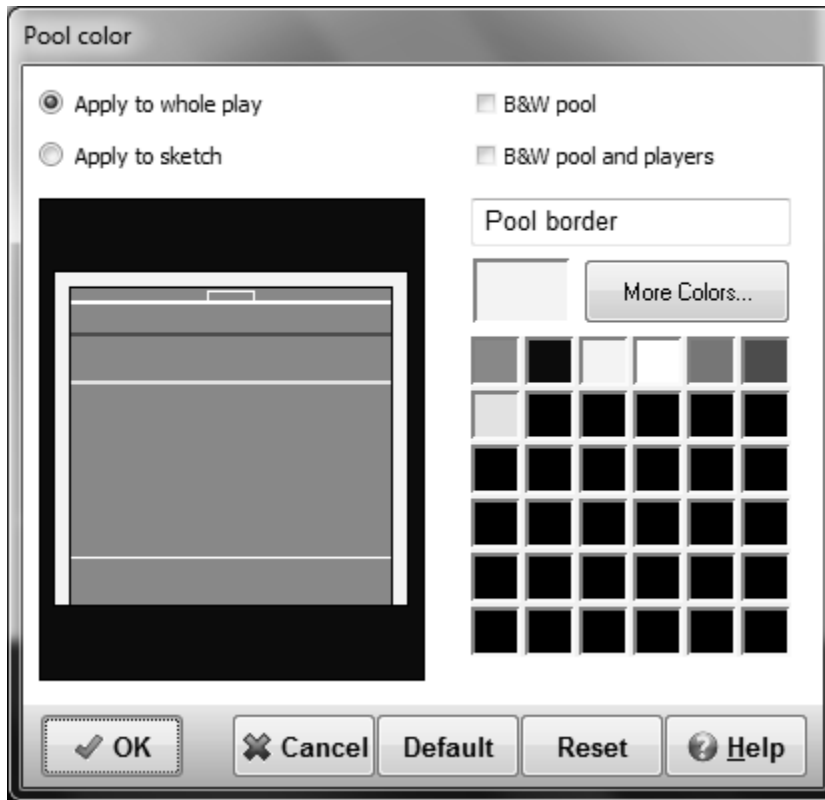 Pool color
Apply to whole play
B&W pool
Apply to sketch
B&W pool and players
Pool border
More Colors...
OK
Cancel
Default
Reset
Help